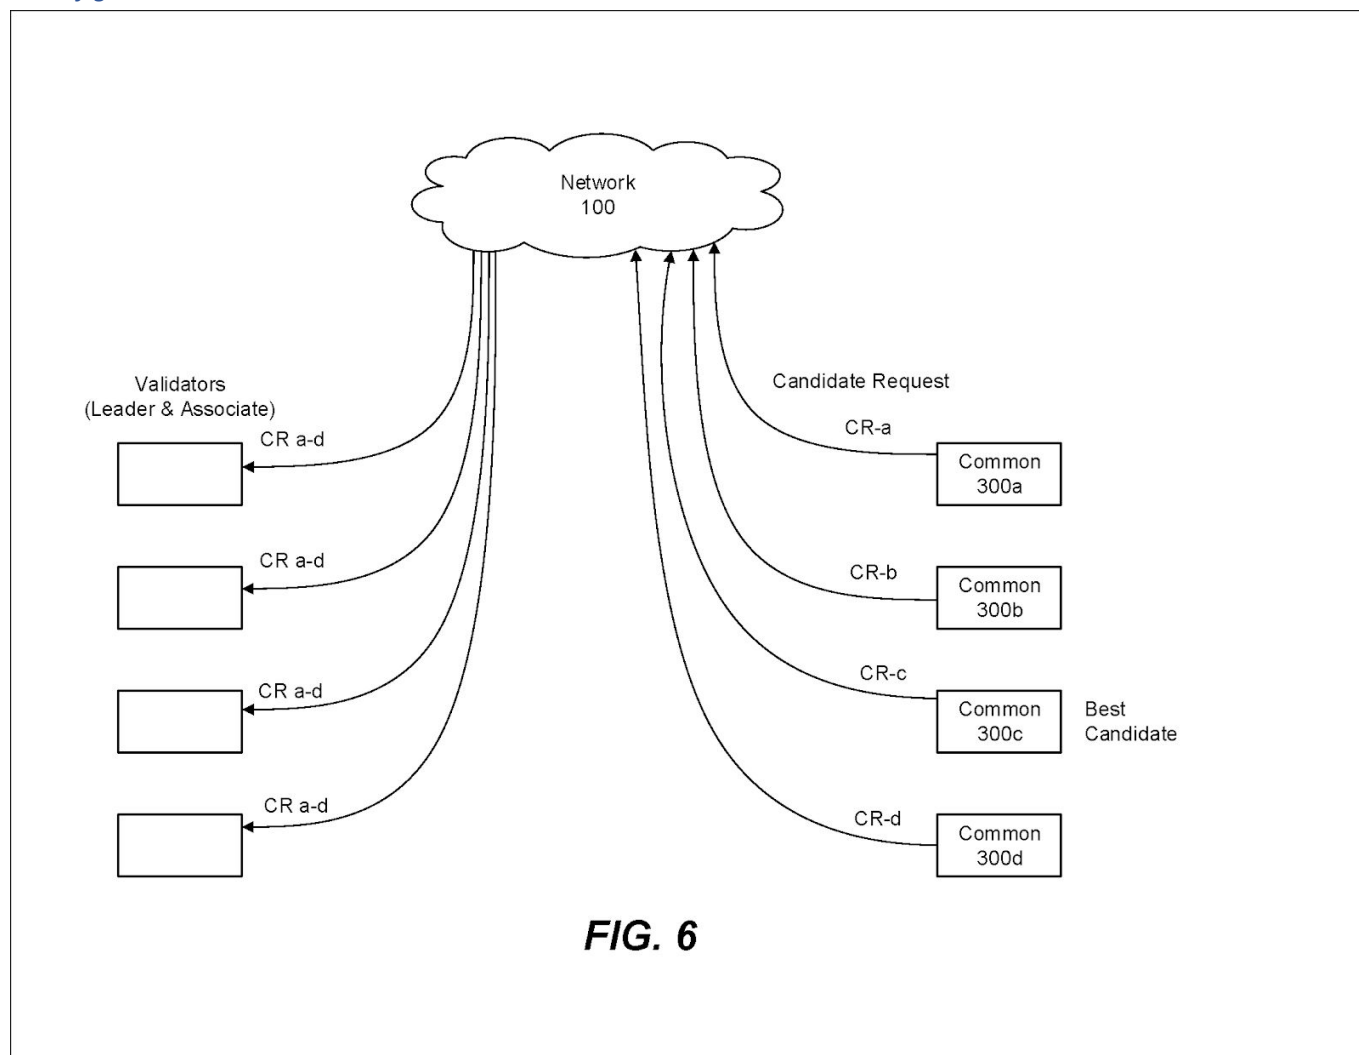 Network
100
Validators
(Leader & Associate)
Candidate Request
CR a-d
CR-a
Common
300a
CR a-d
CR-b
Common
300b
CR a-d
CR-c
Common
300c
Best
Candidate
CR a-d
CR-d
Common
300d
FIG. 6